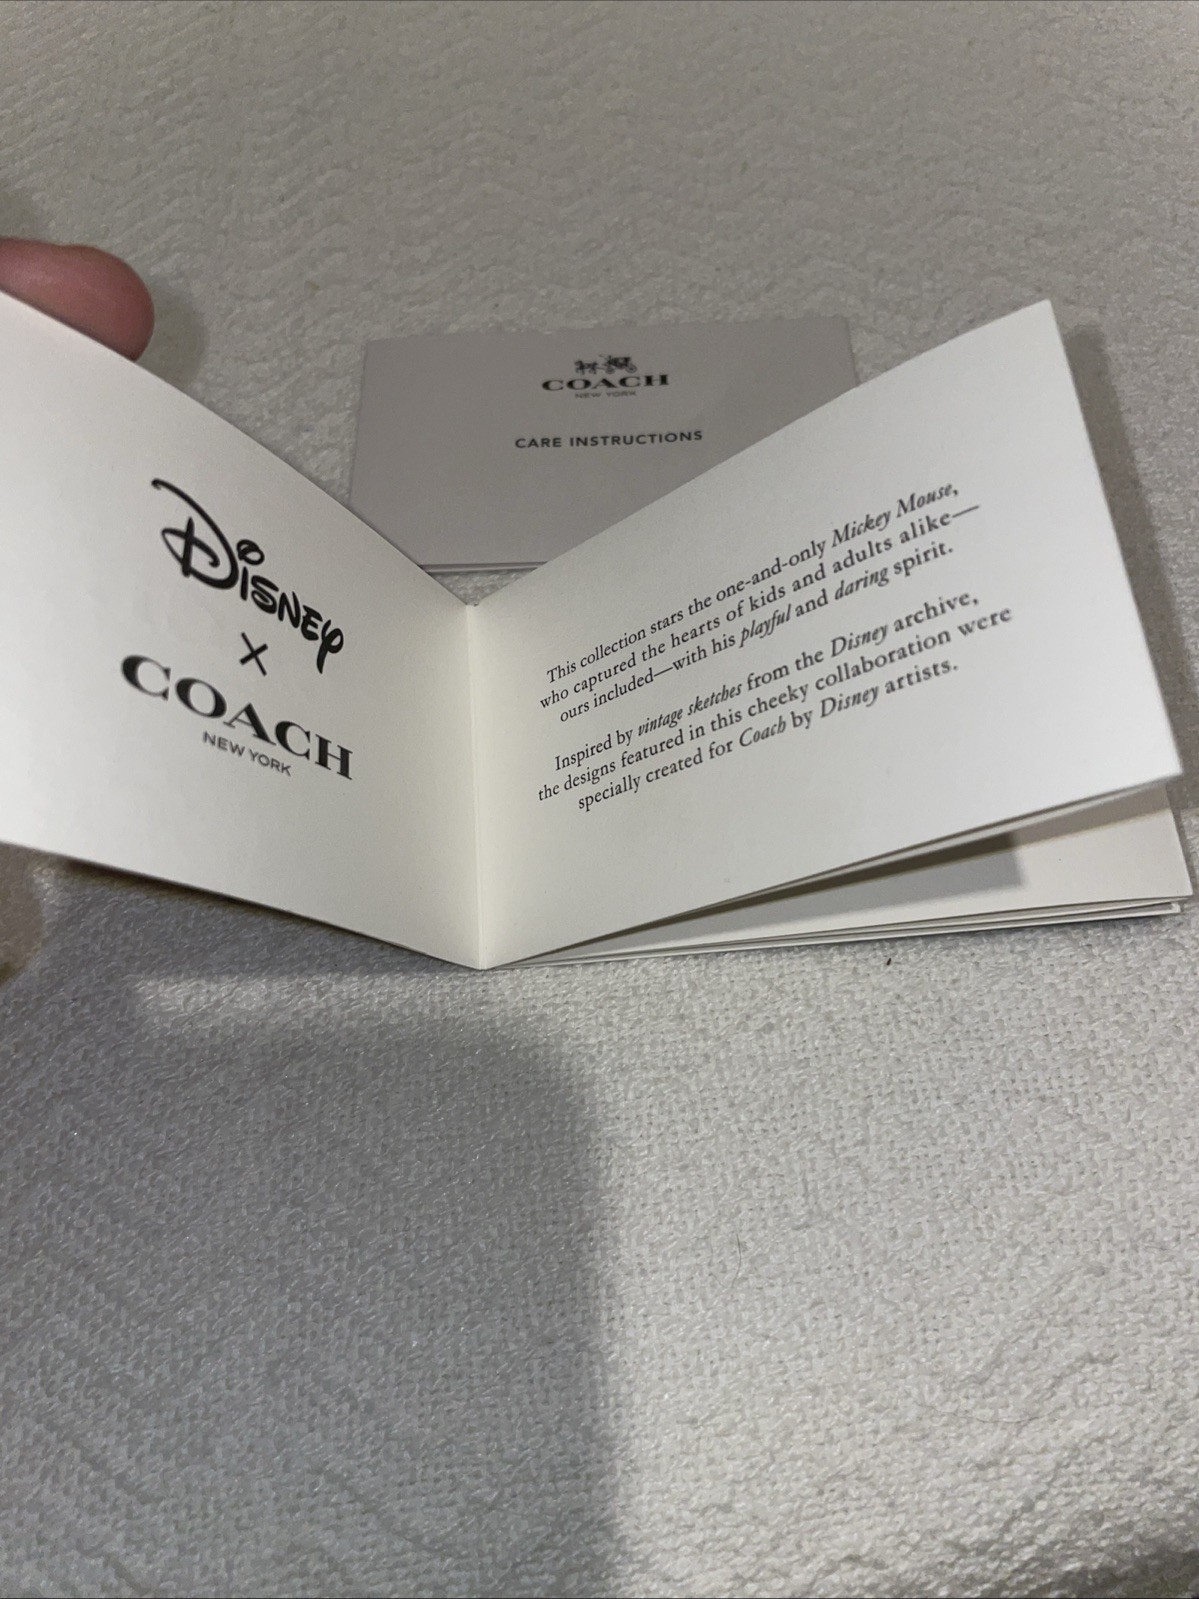 COACH
NEW YORK
CARE INSTRUCTIONS
Disney
×
COACH
NEW YORK
This collection stars the one-and-only Mickey Mouse,
who captured the hearts of kids and adults alike—
ours included—with his playful and daring spirit.
Inspired by vintage sketches from the Disney archive,
the designs featured in this cheeky collaboration were
specially created for Coach by Disney artists.